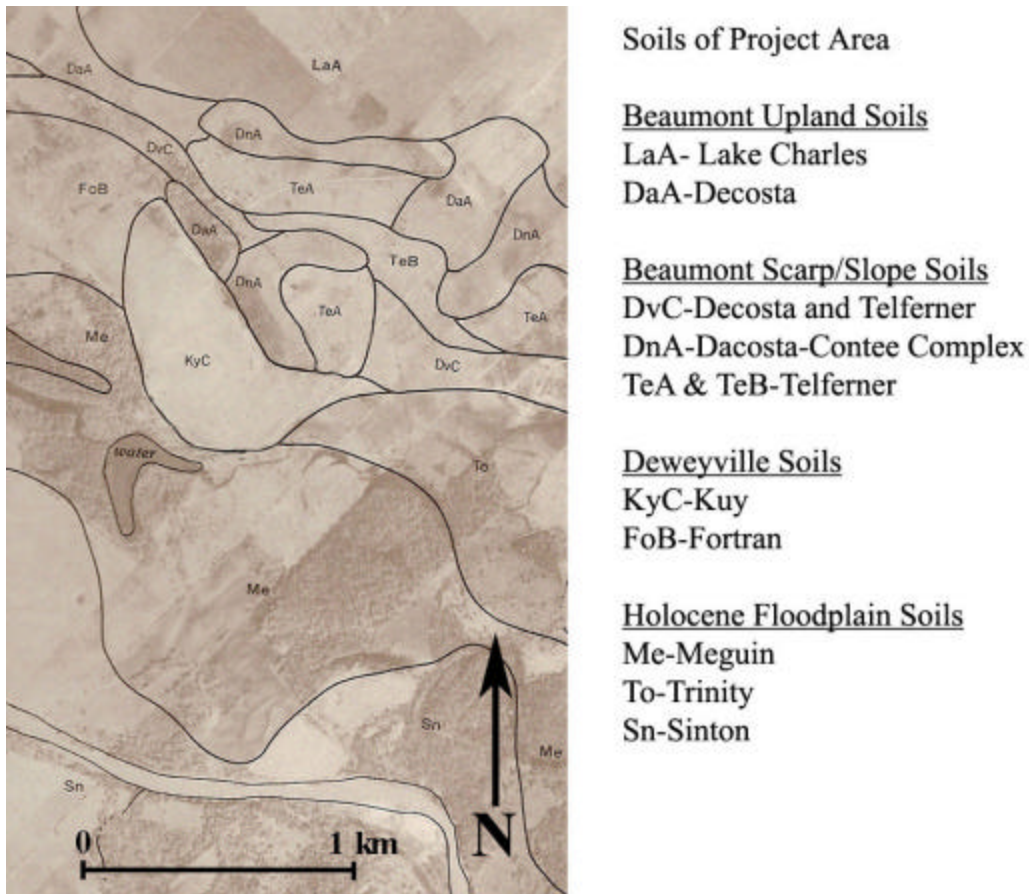 DaA
LaA
DnA
DvC
FoB
TeA
DaA
DaA
DnA
TeB
DnA
TeA
TeA
Me
KyC
DvC
water
To
Me
Sn
Me
Sn
0
1 km
N
Soils of Project Area
Beaumont Upland Soils
LaA- Lake Charles
DaA-Decosta
Beaumont Scarp/Slope Soils
DvC-Decosta and Telferner
DnA-Dacosta-Contee Complex
TeA & TeB-Telferner
Deweyville Soils
KyC-Kuy
FoB-Fortran
Holocene Floodplain Soils
Me-Meguin
To-Trinity
Sn-Sinton